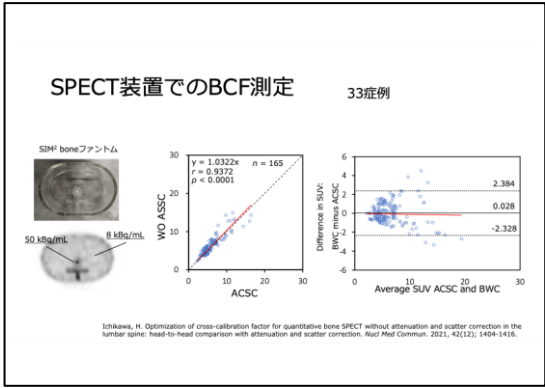 SPECT装置でのBCF測定
33症例
SIM² boneファントム
50 kBq/mL
8 kBq/mL
30
20
10
0
y = 1.0322x
r = 0.9372
p < 0.0001
n = 165
WO ASSC
0
10
20
30
ACSC
6
4
2
0
-2
-4
-6
Difference in SUV:
BWC minus ACSC
2.384
0.028
-2.328
0
10
20
30
Average SUV ACSC and BWC
Ichikawa, H. Optimization of cross-calibration factor for quantitative bone SPECT without attenuation and scatter correction in the
lumbar spine: head-to-head comparison with attenuation and scatter correction. Nucl Med Commun. 2021, 42(12); 1404-1416.